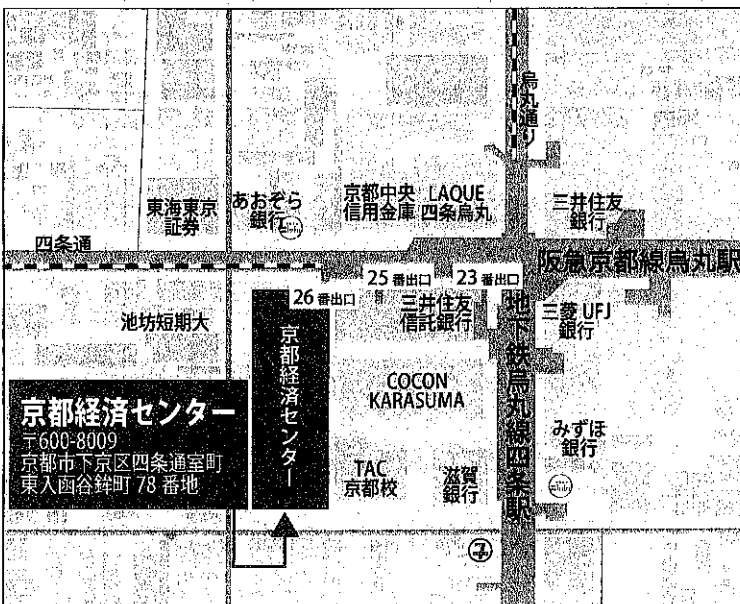 烏丸通り
東海東京
証券
あおぞら
銀行
京都中央
信用金庫
LAQUE
四条烏丸
三井住友
銀行
四条通
阪急京都線烏丸駅
26番出口
25番出口
23番出口
池坊短期大
三井住友
信託銀行
三菱UFJ
銀行
地下鉄烏丸線四条駅
京都経済センター
COCON
KARASUMA
京都経済センター
〒600-8009
京都市下京区四条通室町
東入函谷鉾町 78 番地
TAC
京都校
滋賀
銀行
みずほ
銀行